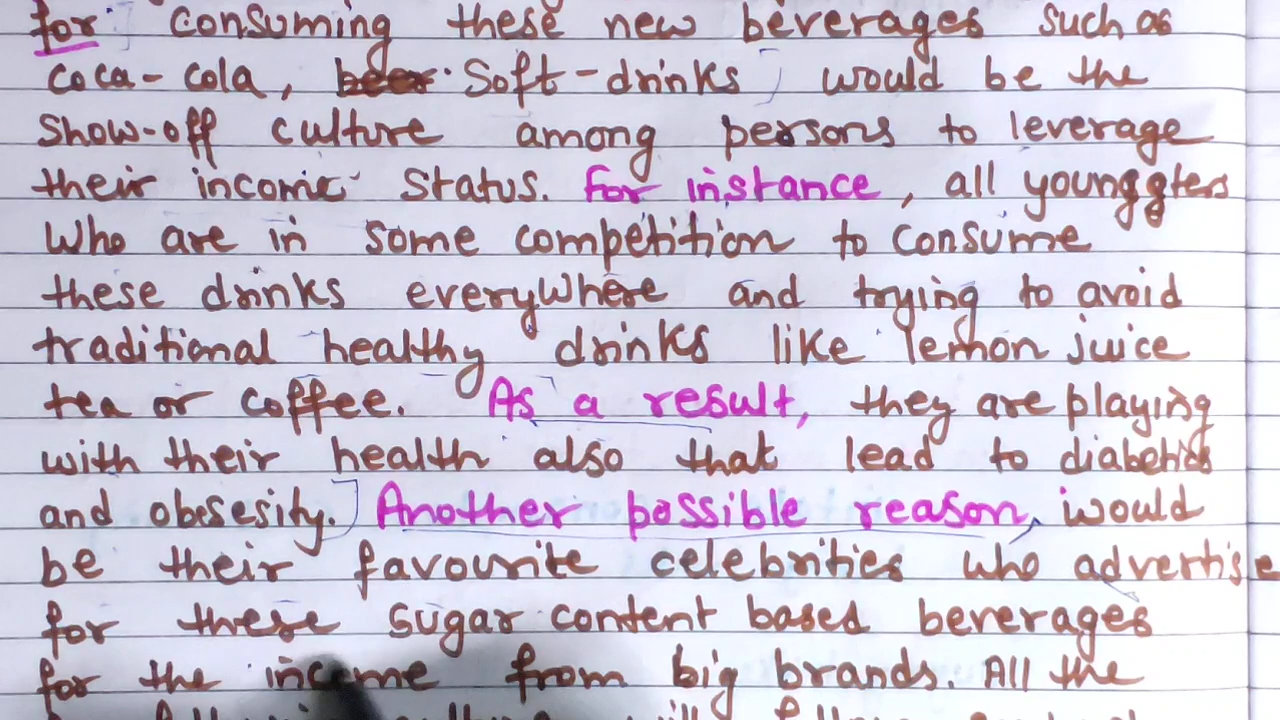 for consuming these new beverages such as
Coca-cola, beer. Soft-drinks would be the
show-off culture among persons to leverage
their income status. For instance, all younggters
who are in some competition to consume
these drinks everywhere and trying to avoid
traditional healthy drinks like lemon juice
tea or coffee. As a result, they are playing
with their health also that lead to diabetics
and obesesity. Another possible reason, would
be their favourite celebrities who advertise
for these sugar content based beverages
for the income from big brands. All the